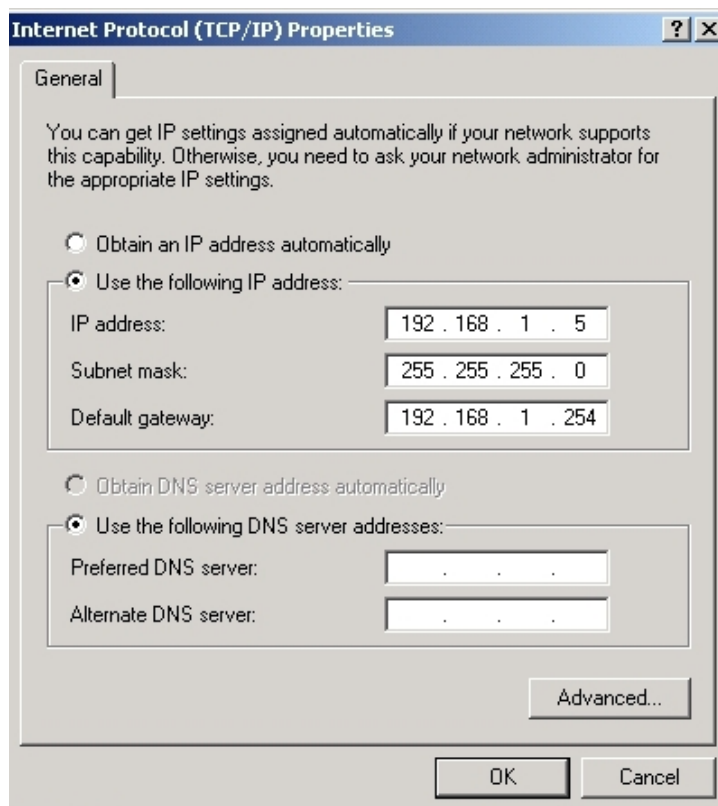 Internet Protocol (TCP/IP) Properties
General
You can get IP settings assigned automatically if your network supports
this capability. Otherwise, you need to ask your network administrator for
the appropriate IP settings.
Obtain an IP address automatically
Use the following IP address:
IP address: 192 . 168 . 1 . 5
Subnet mask: 255 . 255 . 255 . 0
Default gateway: 192 . 168 . 1 . 254
Obtain DNS server address automatically
Use the following DNS server addresses:
Preferred DNS server: . . .
Alternate DNS server: . . .
Advanced...
OK Cancel